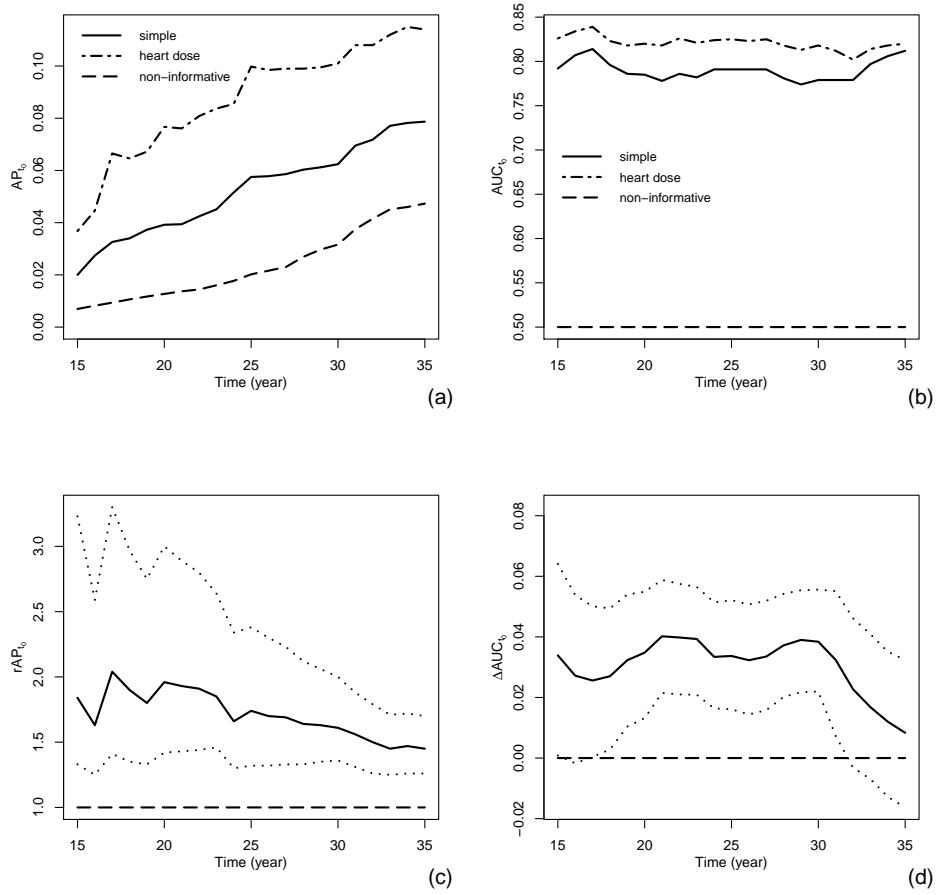 simple
heart dose
non−informative
AP t₀
0.00 0.02 0.04 0.06 0.08 0.10
15 20 25 30 35
Time (year)
(a)
simple
heart dose
non−informative
AUC t₀
0.50 0.55 0.60 0.65 0.70 0.75 0.80 0.85
15 20 25 30 35
Time (year)
(b)
rAP t₀
1.0 1.5 2.0 2.5 3.0
15 20 25 30 35
Time (year)
(c)
ΔAUC t₀
−0.02 0.00 0.02 0.04 0.06 0.08
15 20 25 30 35
Time (year)
(d)